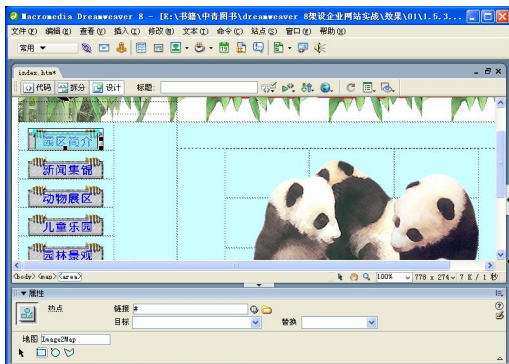 Macromedia Dreamweaver 8 - [E:\书籍\中青图书\dreamweaver 8架设企业网站实战\效果\01\1.5.3...
文件(F) 编辑(E) 查看(V) 插入(I) 修改(M) 文本(T) 命令(C) 站点(S) 窗口(W) 帮助(H)
常用
index.htm*
代码 拆分 设计 标题:
园区简介
新闻集锦
动物展区
儿童乐园
园林景观
<body> <map> <area> 100% 778 x 274 7 K / 1 秒
属性
热点 链接 #
目标 替换
地图 Image2Map